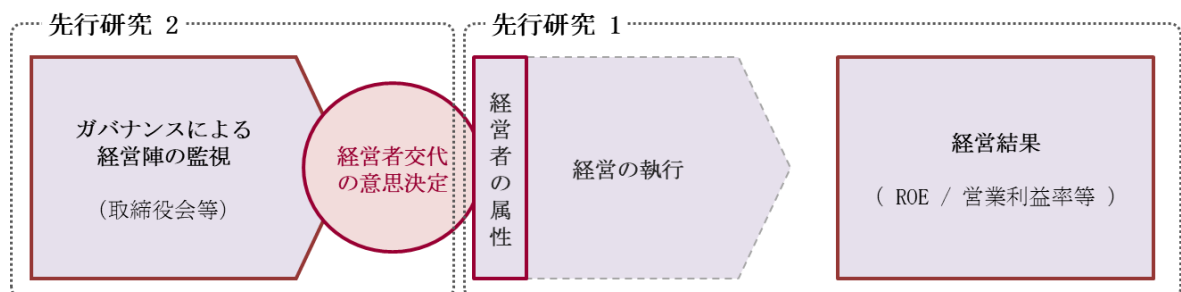 先行研究 2
先行研究 1
ガバナンスによる
経営陣の監視
（取締役会等）
経営者交代
の意思決定
経営者の属性
経営の執行
経営結果
（ ROE / 営業利益率等 ）